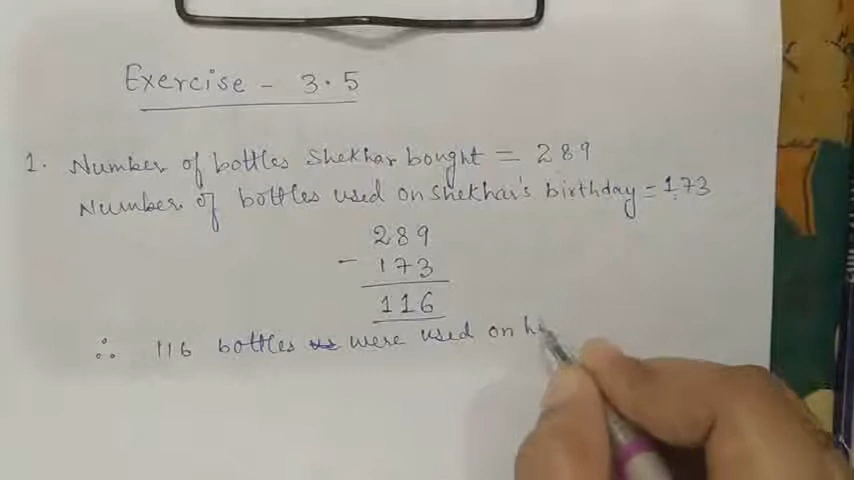 Exercise - 3.5
1. Number of bottles Shekhar bought = 289
Number of bottles used on Shekhar's birthday = 173
289
- 173
116
∴ 116 bottles were used on